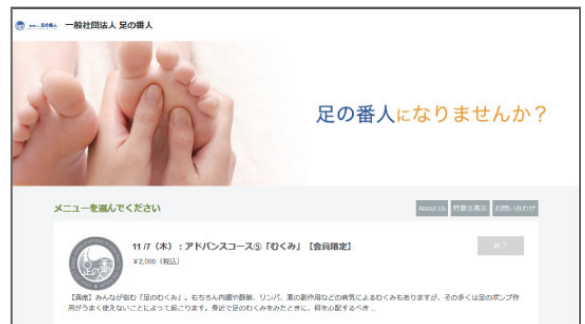 一般社団法人 足の番人
足の番人になりませんか？
メニューを選んでください
About Us 特商法表示 お問い合わせ
11/7（木）：アドバンスコース⑤「むくみ」【会員限定】
終了
¥2,000（税込）
【満席】みんなが悩む「足のむくみ」。もちろん内臓や静脈、リンパ、薬の副作用などの病気によるむくみもありますが、その多くは足のポンプ作
用がうまく使えないことによって起こります。身近で足のむくみをみたときに、何を心配するべき ...